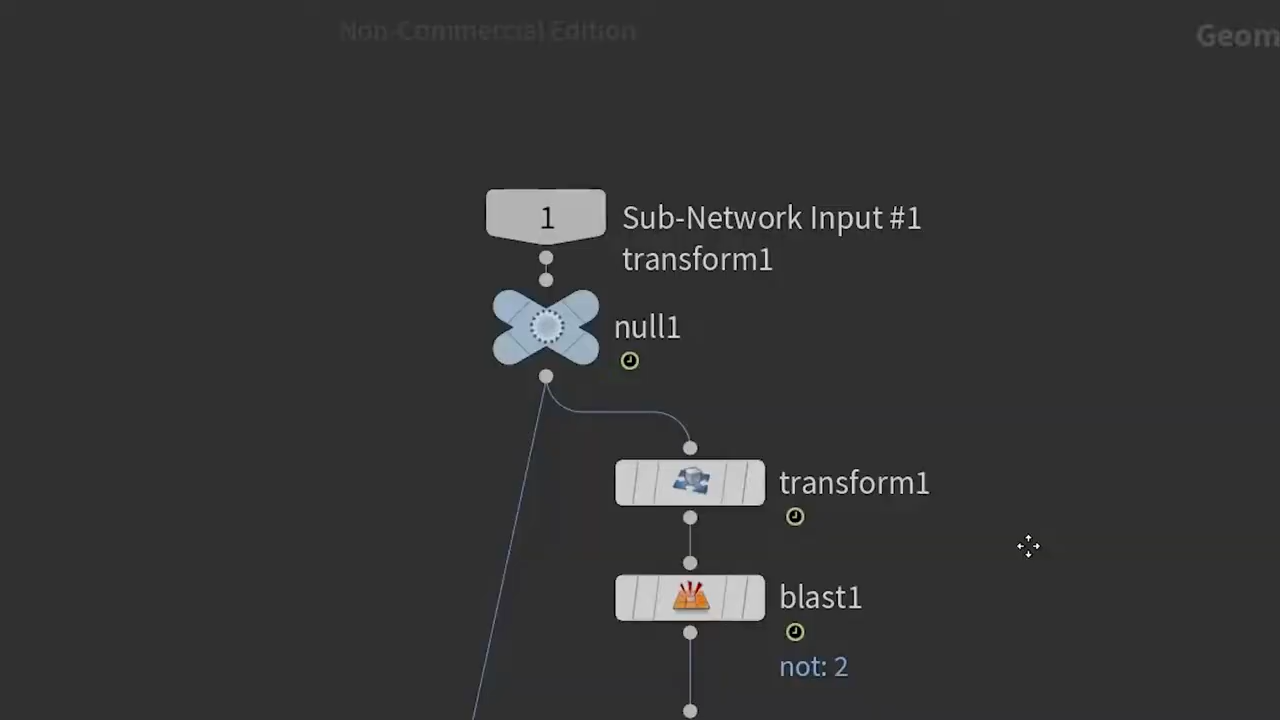 Non-Commercial Edition
Geom
1
Sub-Network Input #1
transform1
null1
transform1
blast1
not: 2